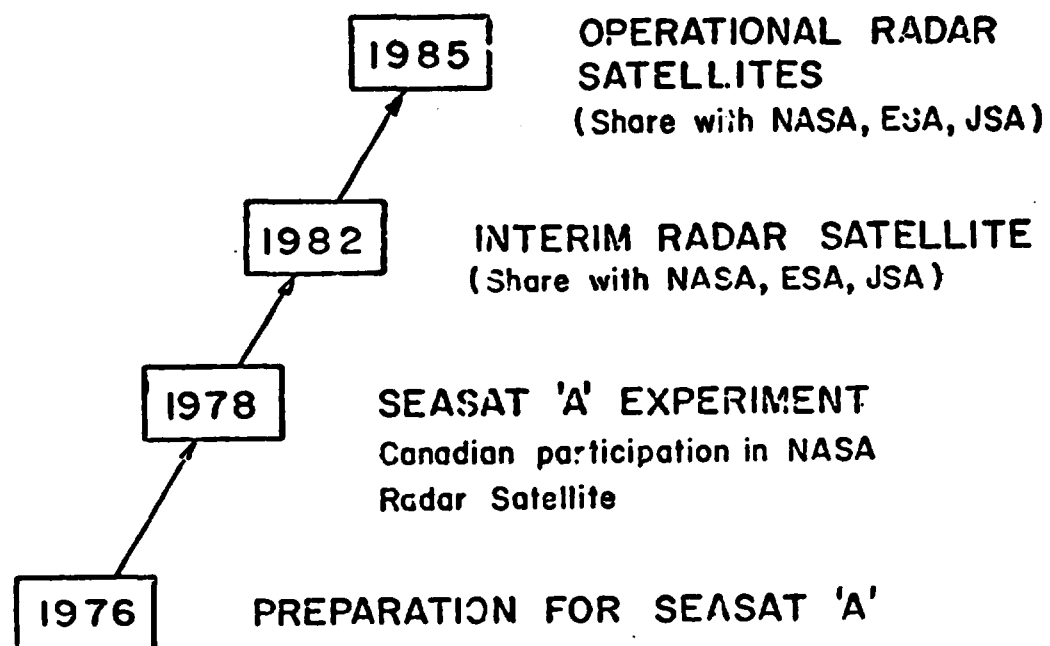 1985
OPERATIONAL RADAR
SATELLITES
(Share with NASA, ESA, JSA)
1982
INTERIM RADAR SATELLITE
(Share with NASA, ESA, JSA)
1978
SEASAT 'A' EXPERIMENT
Canadian participation in NASA
Radar Satellite
1976
PREPARATION FOR SEASAT 'A'